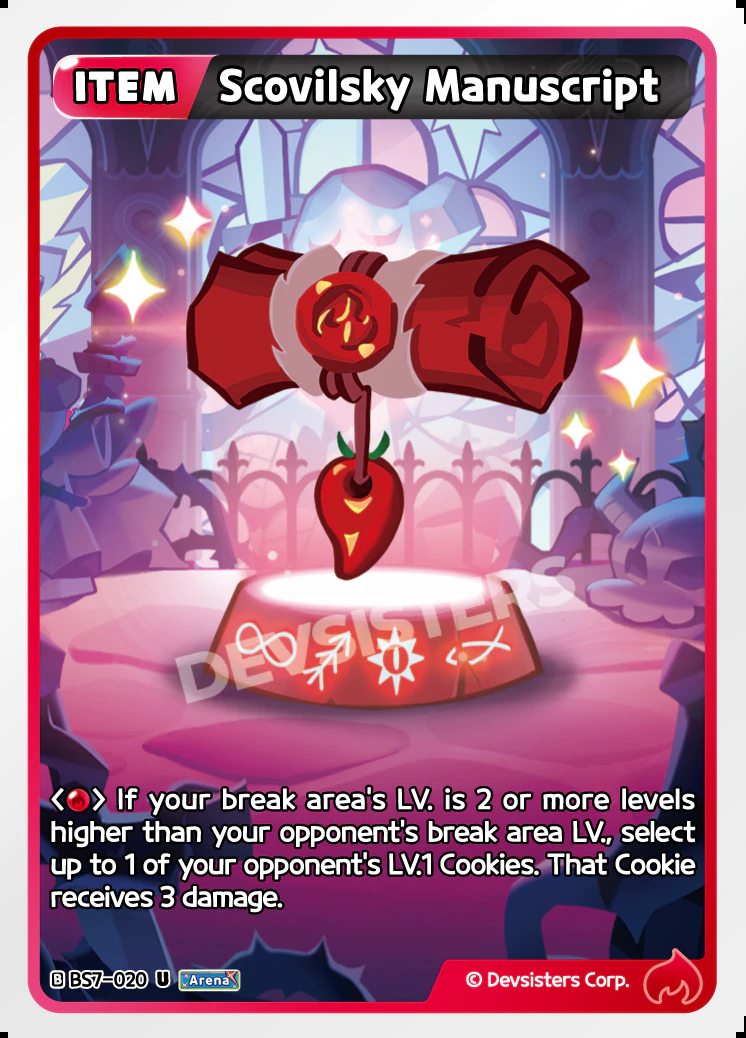 ITEM Scovilsky Manuscript
DEVSISTERS
<●> If your break area's LV. is 2 or more levels
higher than your opponent's break area LV., select
up to 1 of your opponent's LV.1 Cookies. That Cookie
receives 3 damage.
B BS7-020 U Arena © Devsisters Corp.